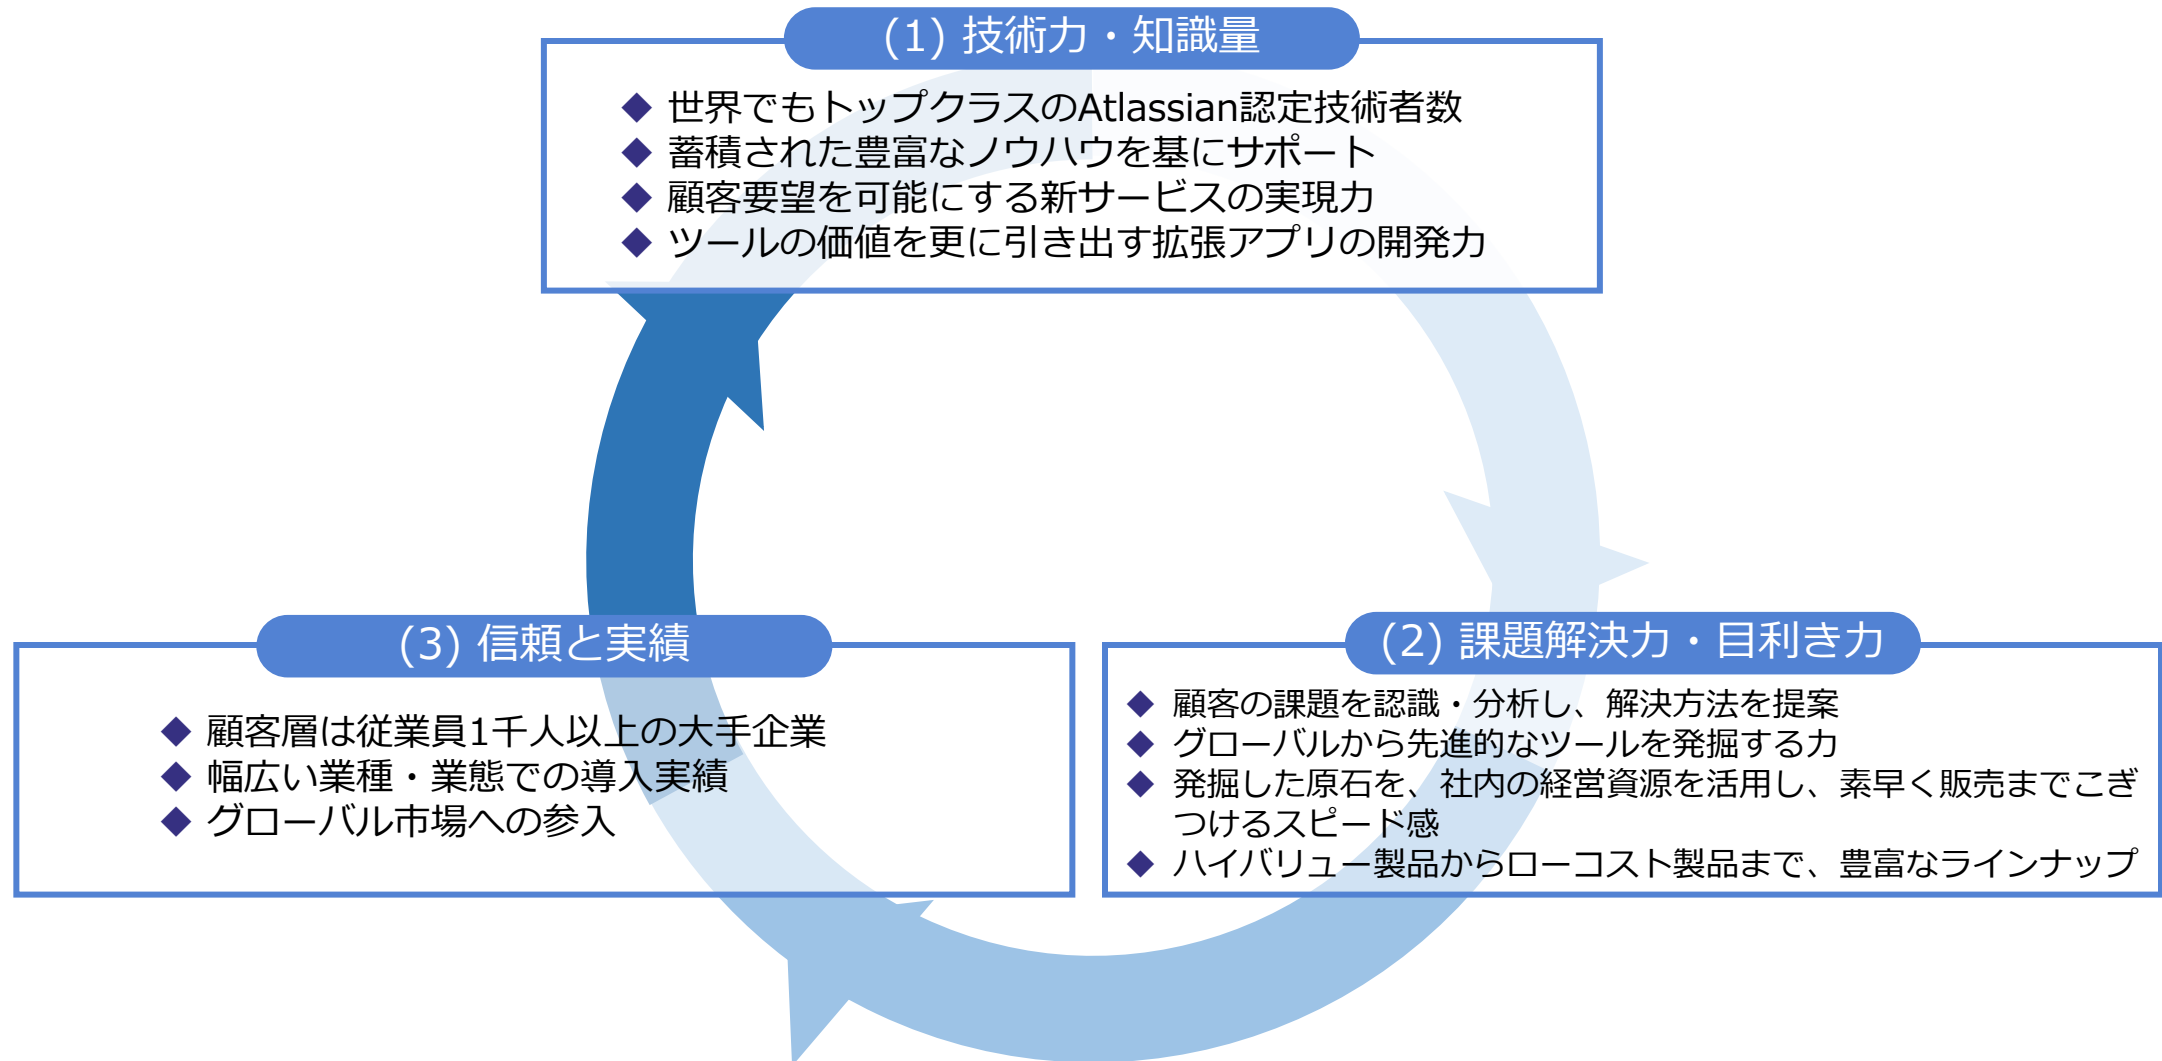 (1) 技術力・知識量
◆ 世界でもトップクラスのAtlassian認定技術者数
◆ 蓄積された豊富なノウハウを基にサポート
◆ 顧客要望を可能にする新サービスの実現力
◆ ツールの価値を更に引き出す拡張アプリの開発力
(2) 課題解決力・目利き力
◆ 顧客の課題を認識・分析し、解決方法を提案
◆ グローバルから先進的なツールを発掘する力
◆ 発掘した原石を、社内の経営資源を活用し、素早く販売までこぎ
つけるスピード感
◆ ハイバリュー製品からローコスト製品まで、豊富なラインナップ
(3) 信頼と実績
◆ 顧客層は従業員1千人以上の大手企業
◆ 幅広い業種・業態での導入実績
◆ グローバル市場への参入